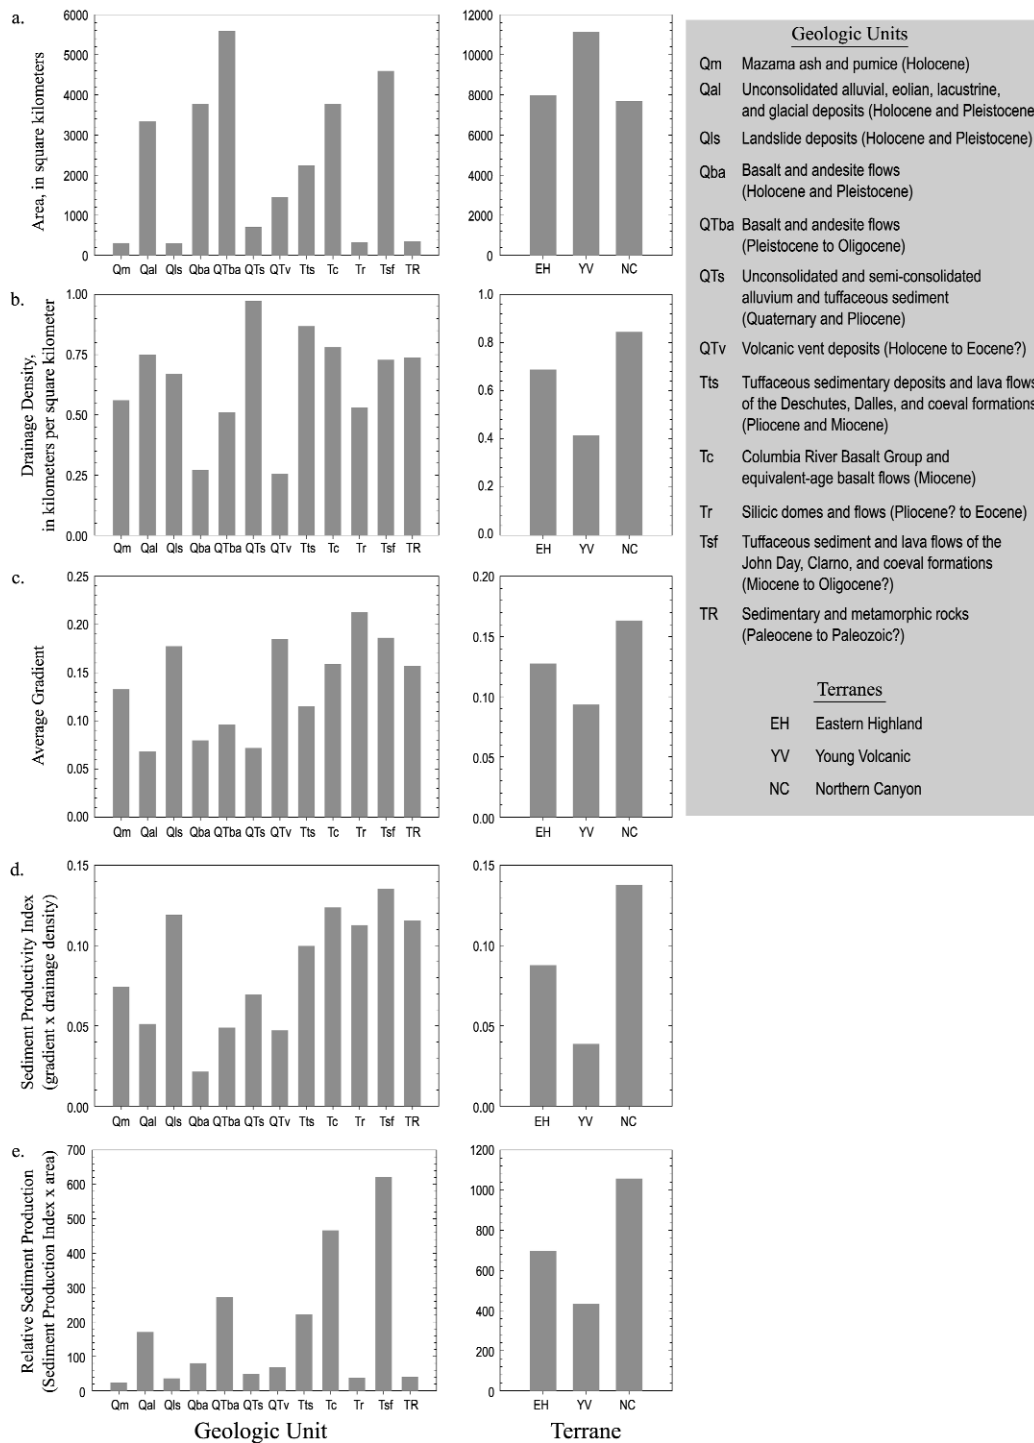 a.
Area, in square kilometers
6000
5000
4000
3000
2000
1000
0
Qm Qal Qls Qba QTba QTs QTv Tts Tc Tr Tsf TR
12000
10000
8000
6000
4000
2000
0
EH YV NC
b.
Drainage Density,
in kilometers per square kilometer
1.00
0.75
0.50
0.25
0.00
Qm Qal Qls Qba QTba QTs QTv Tts Tc Tr Tsf TR
1.0
0.8
0.6
0.4
0.2
0.0
EH YV NC
c.
Average Gradient
0.25
0.20
0.15
0.10
0.05
0.00
Qm Qal Qls Qba QTba QTs QTv Tts Tc Tr Tsf TR
0.20
0.15
0.10
0.05
0.00
EH YV NC
d.
Sediment Productivity Index
(gradient x drainage density)
0.15
0.10
0.05
0.00
Qm Qal Qls Qba QTba QTs QTv Tts Tc Tr Tsf TR
0.15
0.10
0.05
0.00
EH YV NC
e.
Relative Sediment Production
(Sediment Production Index x area)
700
600
500
400
300
200
100
0
Qm Qal Qls Qba QTba QTs QTv Tts Tc Tr Tsf TR
Geologic Unit
1200
1000
800
600
400
200
0
EH YV NC
Terrane
Geologic Units
Qm Mazama ash and pumice (Holocene)
Qal Unconsolidated alluvial, eolian, lacustrine,
and glacial deposits (Holocene and Pleistocene
Qls Landslide deposits (Holocene and Pleistocene)
Qba Basalt and andesite flows
(Holocene and Pleistocene)
QTba Basalt and andesite flows
(Pleistocene to Oligocene)
QTs Unconsolidated and semi-consolidated
alluvium and tuffaceous sediment
(Quaternary and Pliocene)
QTv Volcanic vent deposits (Holocene to Eocene?)
Tts Tuffaceous sedimentary deposits and lava flows
of the Deschutes, Dalles, and coeval formations
(Pliocene and Miocene)
Tc Columbia River Basalt Group and
equivalent-age basalt flows (Miocene)
Tr Silicic domes and flows (Pliocene? to Eocene)
Tsf Tuffaceous sediment and lava flows of the
John Day, Clarno, and coeval formations
(Miocene to Oligocene?)
TR Sedimentary and metamorphic rocks
(Paleocene to Paleozoic?)
Terranes
EH Eastern Highland
YV Young Volcanic
NC Northern Canyon